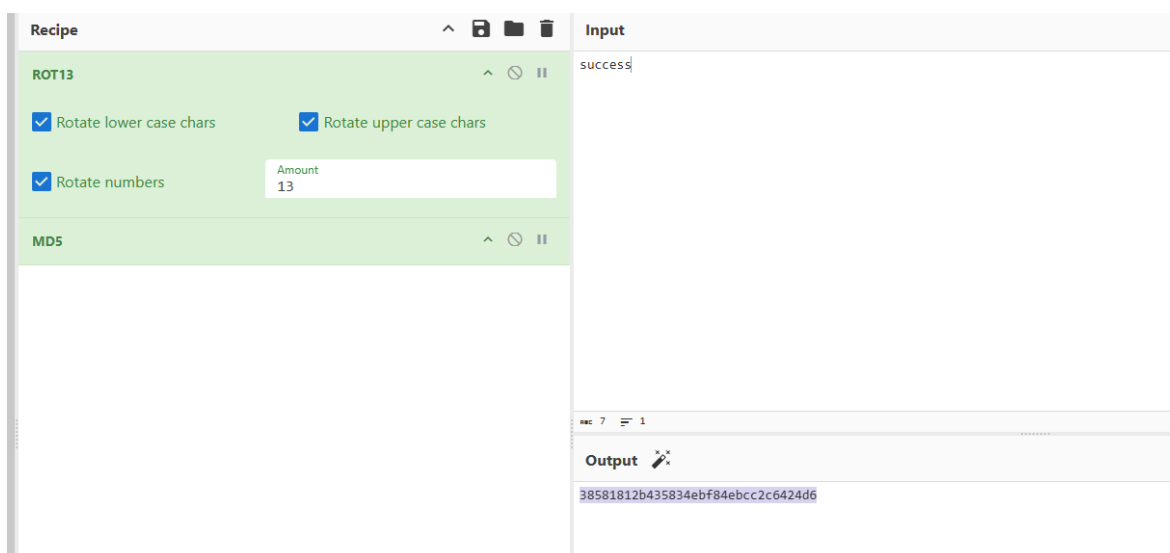 Recipe
ROT13
Rotate lower case chars
Rotate upper case chars
Rotate numbers
Amount
13
MD5
Input
success
ABC 7 1
Output
38581812b435834ebf84ebcc2c6424d6